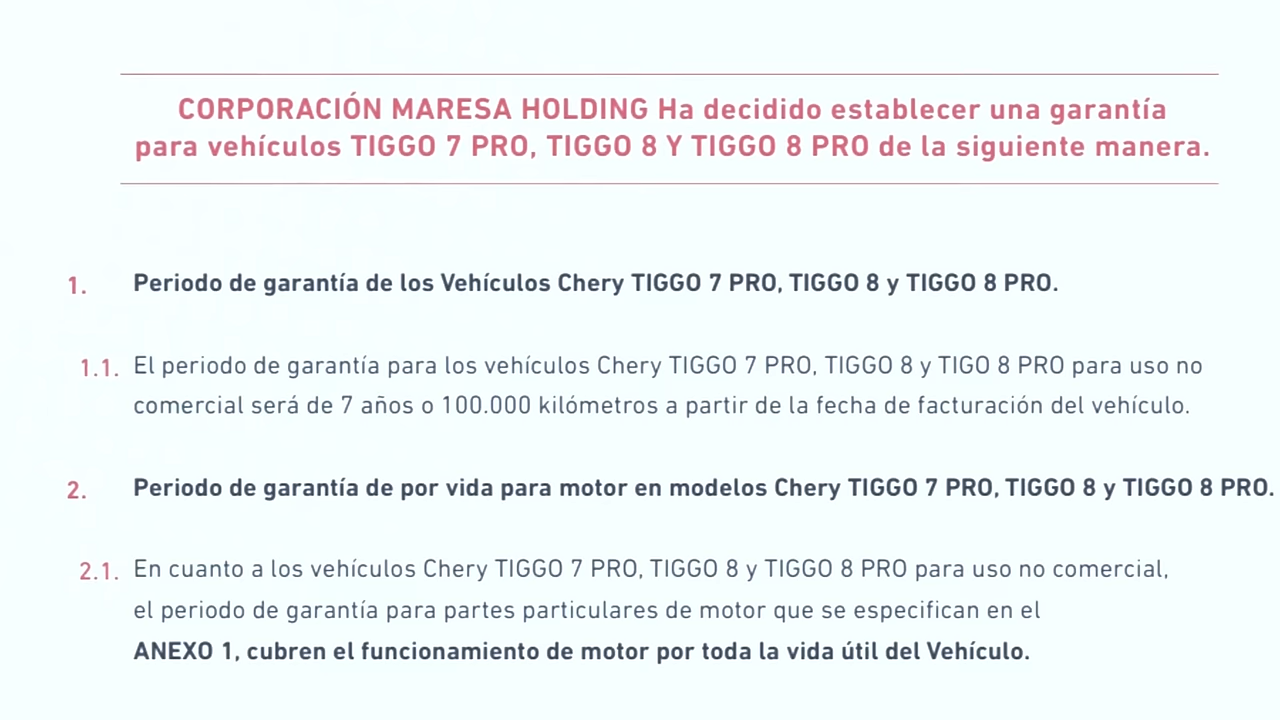 CORPORACIÓN MARESA HOLDING Ha decidido establecer una garantía
para vehículos TIGGO 7 PRO, TIGGO 8 Y TIGGO 8 PRO de la siguiente manera.
1. Periodo de garantía de los Vehículos Chery TIGGO 7 PRO, TIGGO 8 y TIGGO 8 PRO.
1.1. El periodo de garantía para los vehículos Chery TIGGO 7 PRO, TIGGO 8 y TIGO 8 PRO para uso no
comercial será de 7 años o 100.000 kilómetros a partir de la fecha de facturación del vehículo.
2. Periodo de garantía de por vida para motor en modelos Chery TIGGO 7 PRO, TIGGO 8 y TIGGO 8 PRO.
2.1. En cuanto a los vehículos Chery TIGGO 7 PRO, TIGGO 8 y TIGGO 8 PRO para uso no comercial,
el periodo de garantía para partes particulares de motor que se especifican en el
ANEXO 1, cubren el funcionamiento de motor por toda la vida útil del Vehículo.